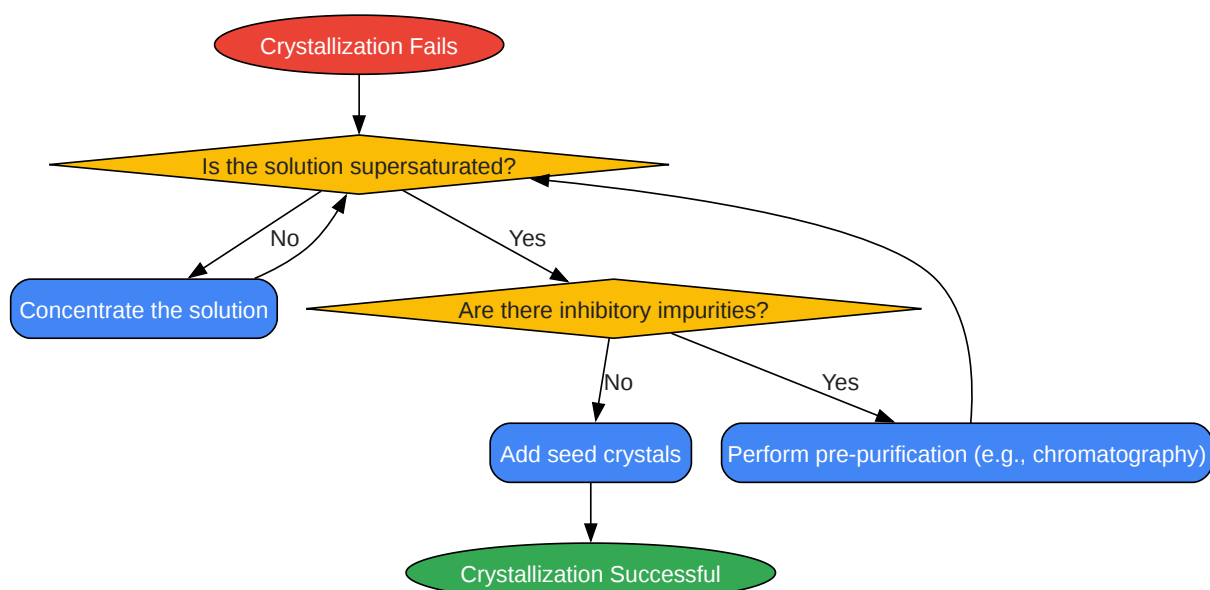 Crystallization Fails
Is the solution supersaturated?
No
Yes
Concentrate the solution
Are there inhibitory impurities?
No
Yes
Add seed crystals
Perform pre-purification (e.g., chromatography)
Crystallization Successful